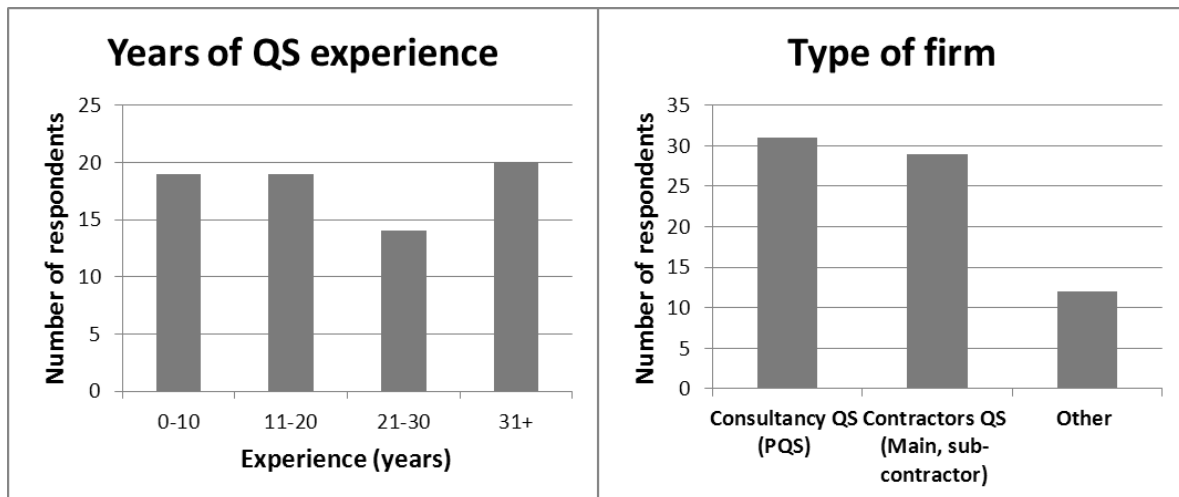 Years of QS experience
Number of respondents
25
20
15
10
5
0
0-10 11-20 21-30 31+
Experience (years)
Type of firm
Number of respondents
35
30
25
20
15
10
5
0
Consultancy QS Contractors QS Other
(PQS) (Main, sub-
contractor)